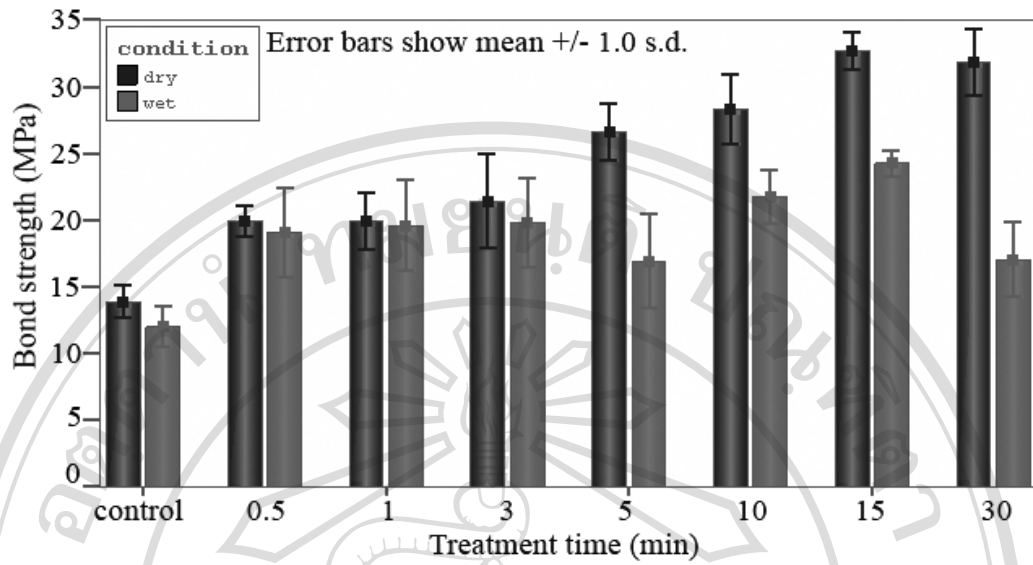 35
30
25
20
15
10
5
0
Bond strength (MPa)
condition
dry
wet
Error bars show mean +/- 1.0 s.d.
control 0.5 1 3 5 10 15 30
Treatment time (min)